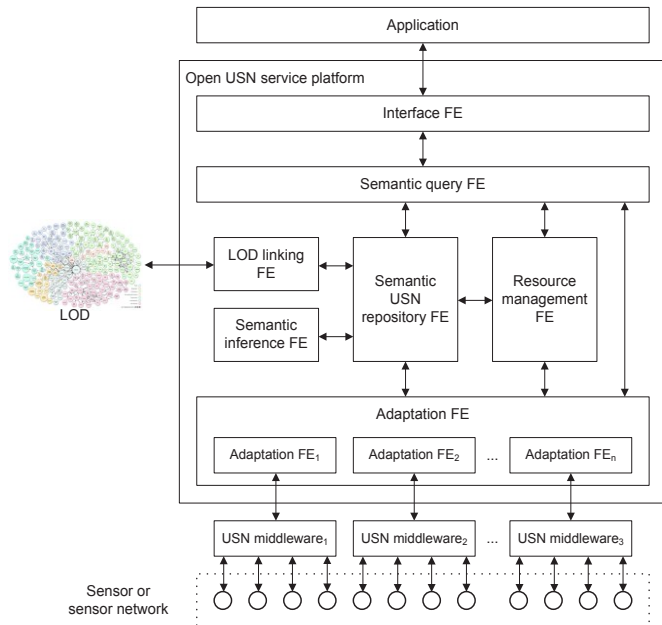 Application
Open USN service platform
Interface FE
Semantic query FE
LOD linking
FE
Semantic
USN
repository FE
Resource
management
FE
LOD
Semantic
inference FE
Adaptation FE
Adaptation FE1
Adaptation FE2
...
Adaptation FEn
USN middleware1
USN middleware2
...
USN middleware3
Sensor or
sensor network